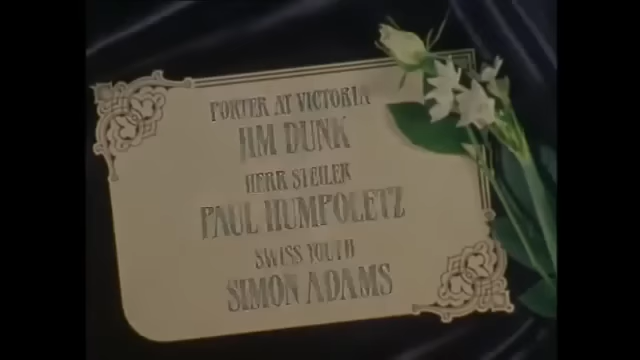 PORTER AT VICTORIA
JIM DUNK
HERR STEILER
PAUL HUMPOLETZ
SWISS YOUTH
SIMON ADAMS